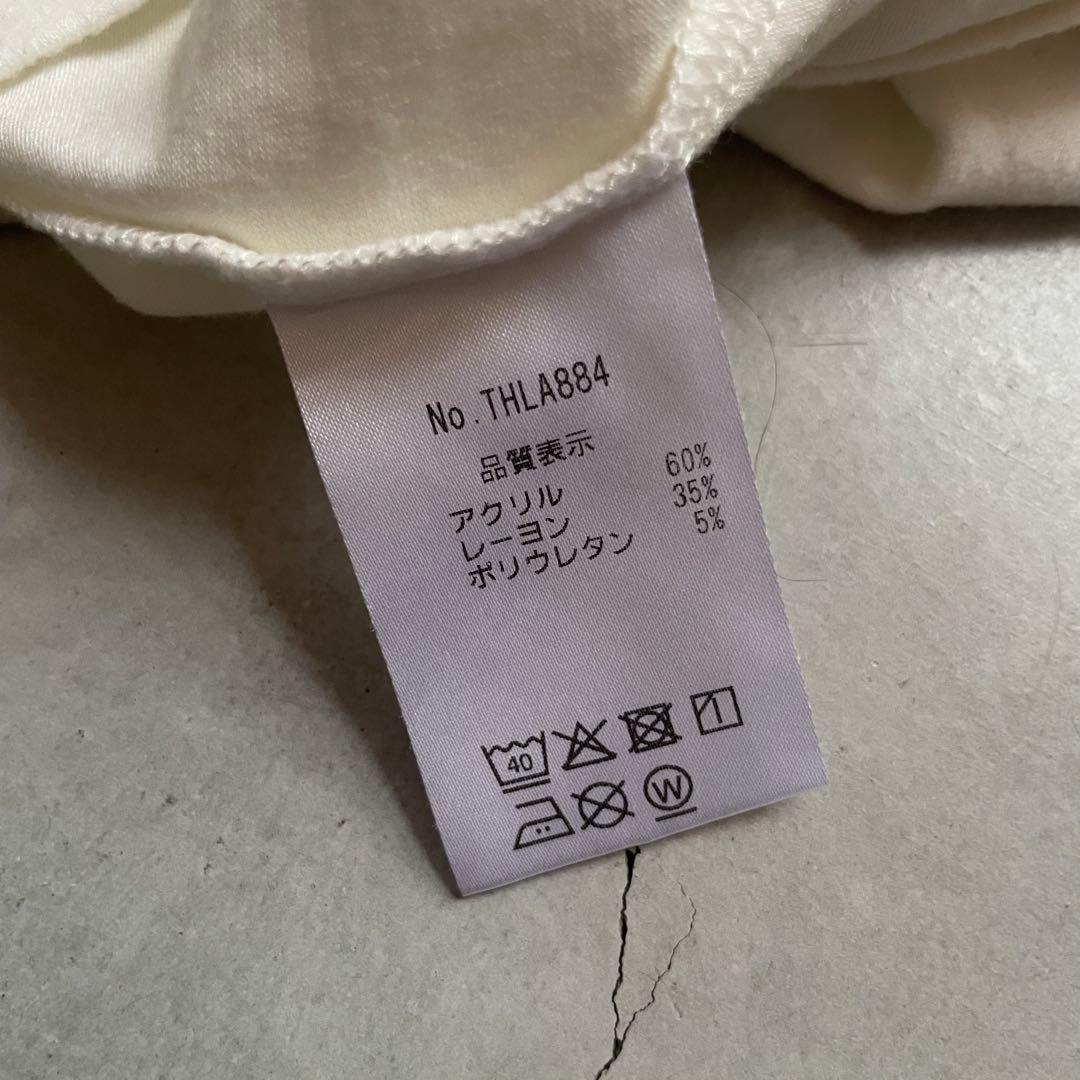 No.THLA884
品質表示
アクリル 60%
レーヨン 35%
ポリウレタン 5%
40
W